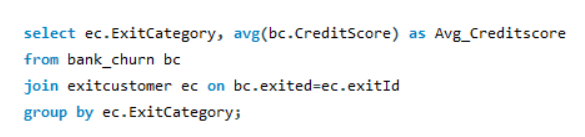 select ec.ExitCategory, avg(bc.CreditScore) as Avg_Creditscore
from bank_churn bc
join exitcustomer ec on bc.exited=ec.exitId
group by ec.ExitCategory;